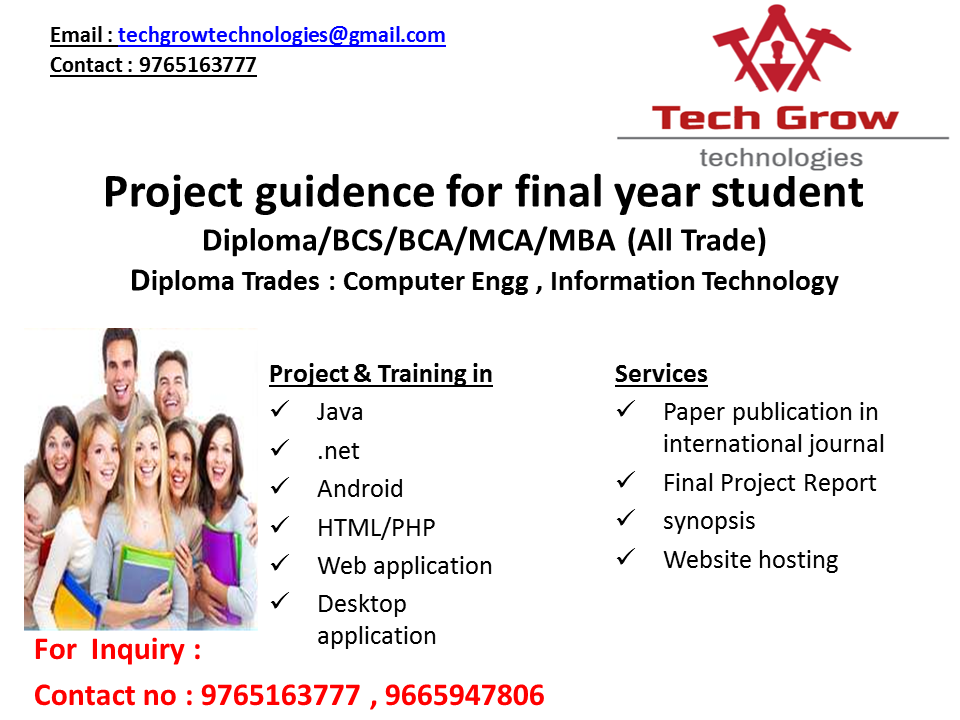 Email : techgrowtechnologies@gmail.com
Contact : 9765163777
Tech Grow
technologies
Project guidence for final year student
Diploma/BCS/BCA/MCA/MBA (All Trade)
Diploma Trades : Computer Engg , Information Technology
Project & Training in
✓ Java
✓ .net
✓ Android
✓ HTML/PHP
✓ Web application
✓ Desktop
application
Services
✓ Paper publication in
international journal
✓ Final Project Report
✓ synopsis
✓ Website hosting
For Inquiry :
Contact no : 9765163777 , 9665947806